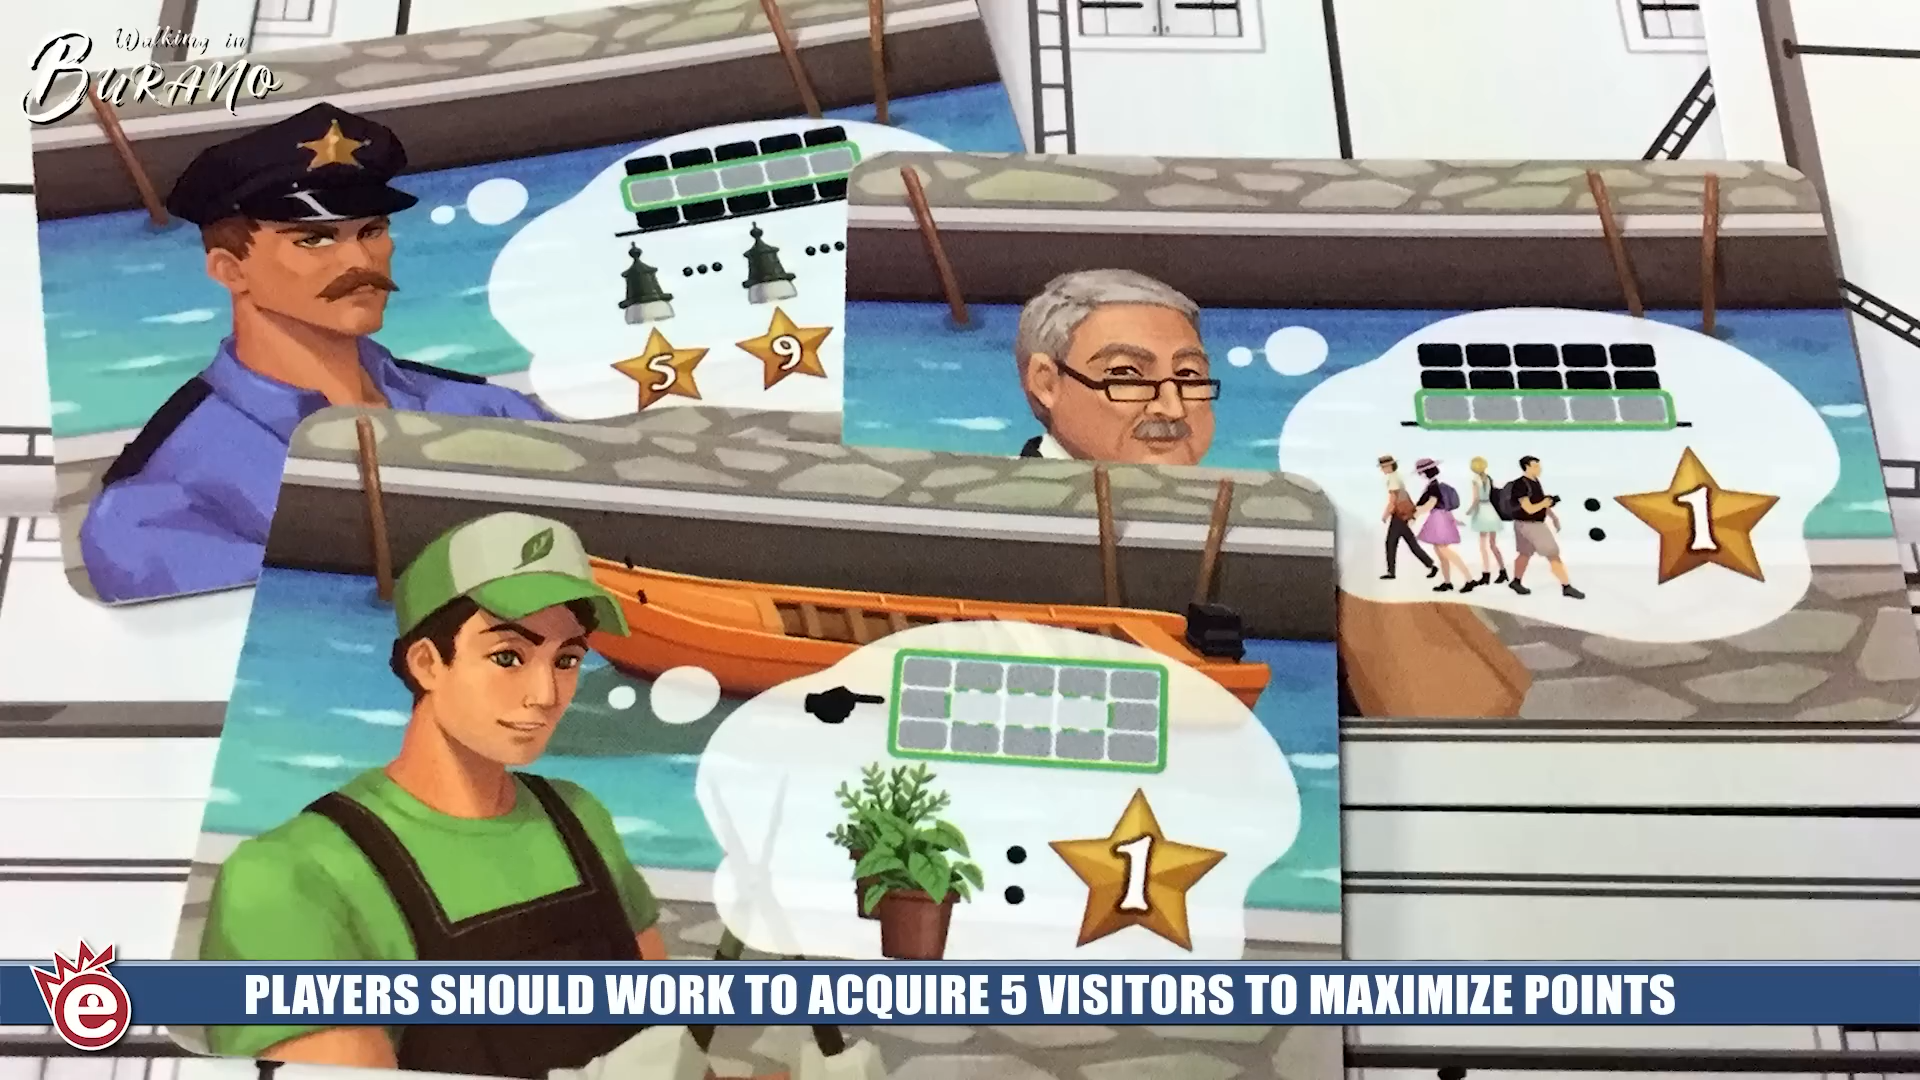 Walking in
BURANO
5 9
1
1
e
PLAYERS SHOULD WORK TO ACQUIRE 5 VISITORS TO MAXIMIZE POINTS